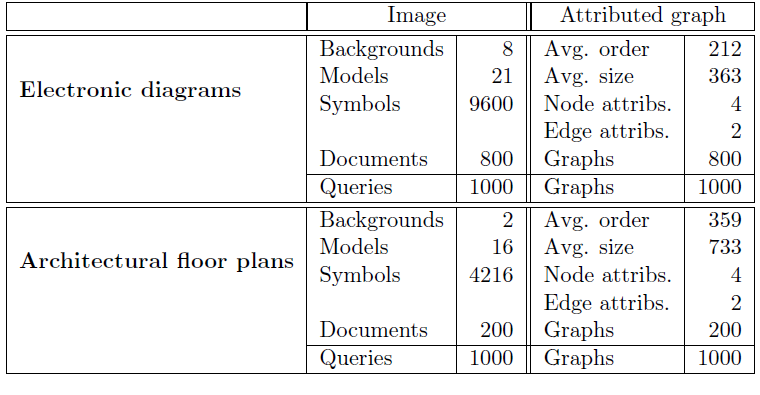 Image Attributed graph
Backgrounds 8 Avg. order 212
Models 21 Avg. size 363
Electronic diagrams
Symbols 9600 Node attribs. 4
Edge attribs. 2
Documents 800 Graphs 800
Queries 1000 Graphs 1000
Backgrounds 2 Avg. order 359
Models 16 Avg. size 733
Architectural floor plans
Symbols 4216 Node attribs. 4
Edge attribs. 2
Documents 200 Graphs 200
Queries 1000 Graphs 1000